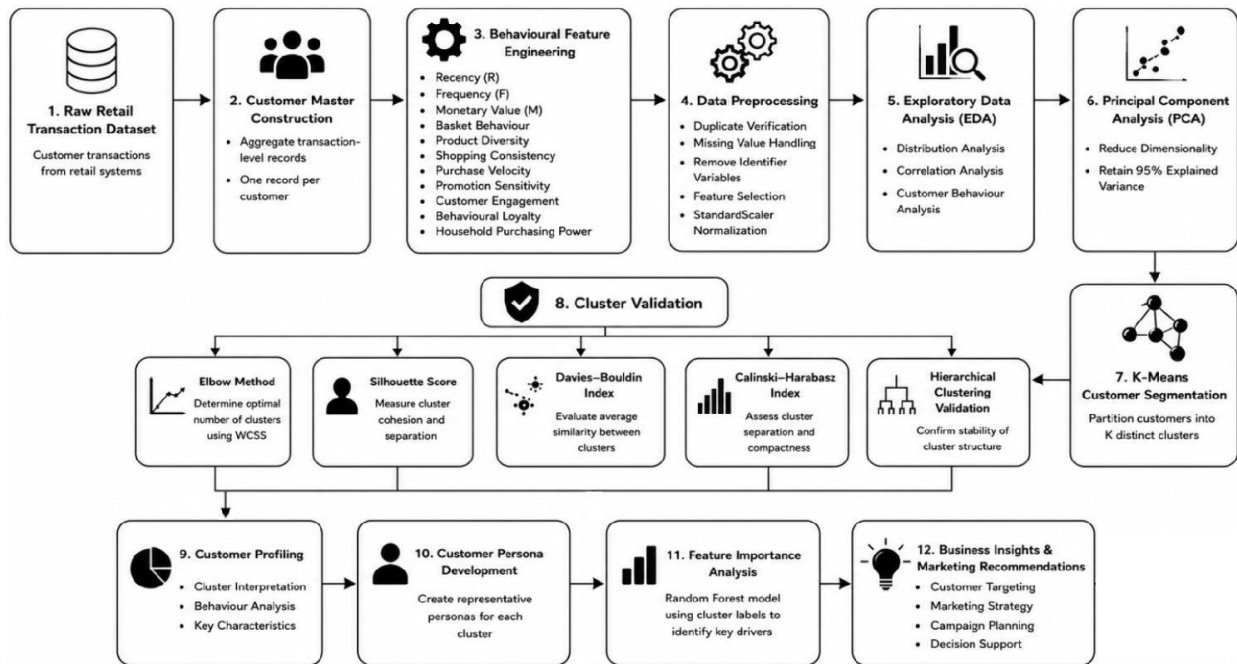 1. Raw Retail
Transaction Dataset
Customer transactions
from retail systems
2. Customer Master
Construction
• Aggregate transaction-
level records
• One record per
customer
3. Behavioural Feature
Engineering
• Recency (R)
• Frequency (F)
• Monetary Value (M)
• Basket Behaviour
• Product Diversity
• Shopping Consistency
• Purchase Velocity
• Promotion Sensitivity
• Customer Engagement
• Behavioural Loyalty
• Household Purchasing Power
4. Data Preprocessing
• Duplicate Verification
• Missing Value Handling
• Remove Identifier
Variables
• Feature Selection
• StandardScaler
Normalization
5. Exploratory Data
Analysis (EDA)
• Distribution Analysis
• Correlation Analysis
• Customer Behaviour
Analysis
6. Principal Component
Analysis (PCA)
• Reduce Dimensionality
• Retain 95% Explained
Variance
7. K-Means
Customer Segmentation
Partition customers into
K distinct clusters
8. Cluster Validation
Elbow Method
Determine optimal
number of clusters
using WCSS
Silhouette Score
Measure cluster
cohesion and
separation
Davies–Bouldin
Index
Evaluate average
similarity between
clusters
Calinski–Harabasz
Index
Assess cluster
separation and
compactness
Hierarchical
Clustering
Validation
Confirm stability of
cluster structure
9. Customer Profiling
• Cluster Interpretation
• Behaviour Analysis
• Key Characteristics
10. Customer Persona
Development
Create representative
personas for each
cluster
11. Feature Importance
Analysis
Random Forest model
using cluster labels to
identify key drivers
12. Business Insights &
Marketing Recommendations
• Customer Targeting
• Marketing Strategy
• Campaign Planning
• Decision Support